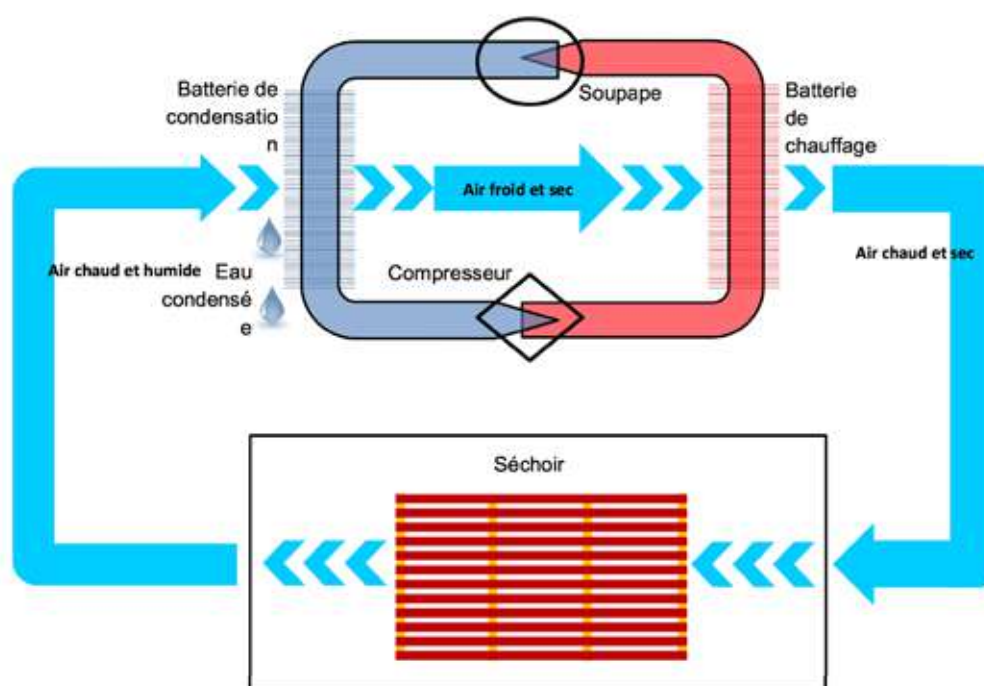 Batterie de
condensatio
n
Soupape
Batterie
de
chauffage
Air froid et sec
Air chaud et humide
Eau
condensé
e
Compresseur
Air chaud et sec
Séchoir